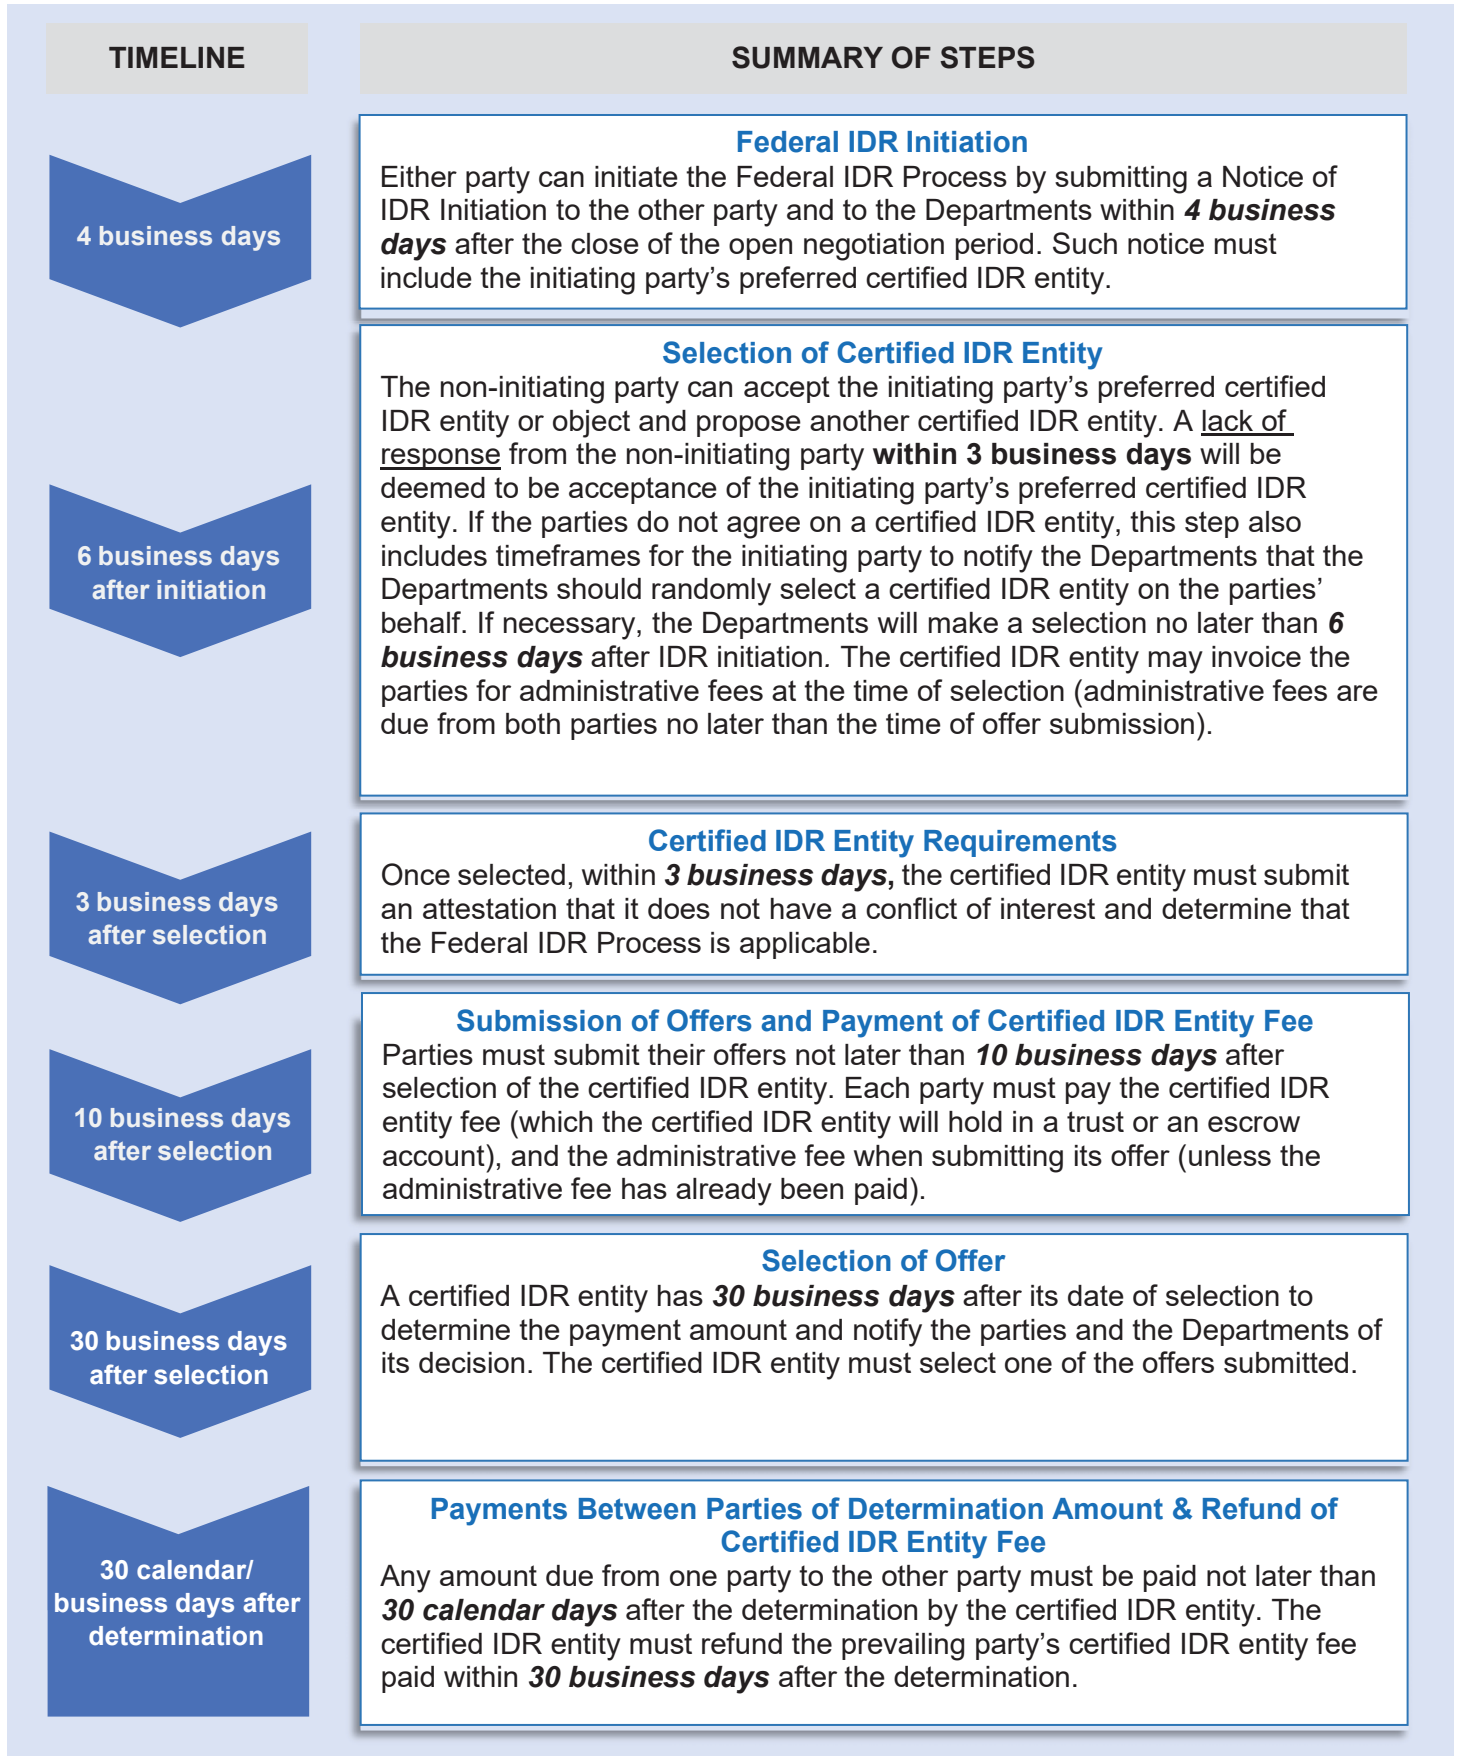 TIMELINE
SUMMARY OF STEPS
4 business days
Federal IDR Initiation
Either party can initiate the Federal IDR Process by submitting a Notice of
IDR Initiation to the other party and to the Departments within 4 business
days after the close of the open negotiation period. Such notice must
include the initiating party’s preferred certified IDR entity.
6 business days
after initiation
Selection of Certified IDR Entity
The non-initiating party can accept the initiating party’s preferred certified
IDR entity or object and propose another certified IDR entity. A lack of
response from the non-initiating party within 3 business days will be
deemed to be acceptance of the initiating party’s preferred certified IDR
entity. If the parties do not agree on a certified IDR entity, this step also
includes timeframes for the initiating party to notify the Departments that the
Departments should randomly select a certified IDR entity on the parties’
behalf. If necessary, the Departments will make a selection no later than 6
business days after IDR initiation. The certified IDR entity may invoice the
parties for administrative fees at the time of selection (administrative fees are
due from both parties no later than the time of offer submission).
3 business days
after selection
Certified IDR Entity Requirements
Once selected, within 3 business days, the certified IDR entity must submit
an attestation that it does not have a conflict of interest and determine that
the Federal IDR Process is applicable.
10 business days
after selection
Submission of Offers and Payment of Certified IDR Entity Fee
Parties must submit their offers not later than 10 business days after
selection of the certified IDR entity. Each party must pay the certified IDR
entity fee (which the certified IDR entity will hold in a trust or an escrow
account), and the administrative fee when submitting its offer (unless the
administrative fee has already been paid).
30 business days
after selection
Selection of Offer
A certified IDR entity has 30 business days after its date of selection to
determine the payment amount and notify the parties and the Departments of
its decision. The certified IDR entity must select one of the offers submitted.
30 calendar/
business days after
determination
Payments Between Parties of Determination Amount & Refund of
Certified IDR Entity Fee
Any amount due from one party to the other party must be paid not later than
30 calendar days after the determination by the certified IDR entity. The
certified IDR entity must refund the prevailing party’s certified IDR entity fee
paid within 30 business days after the determination.